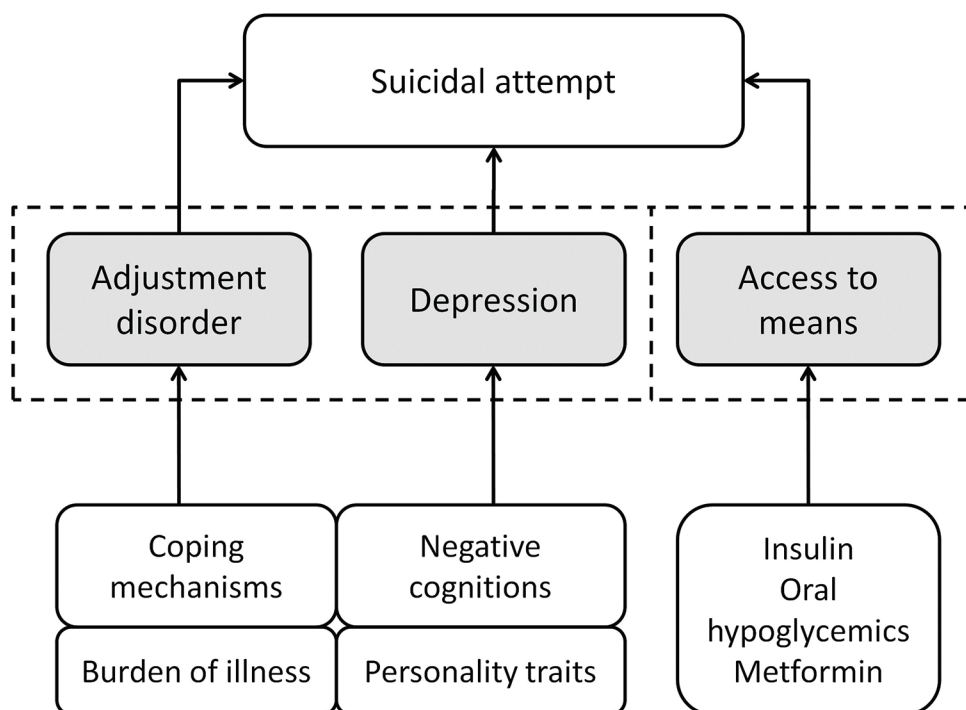 Suicidal attempt
Adjustment
disorder
Depression
Access to
means
Coping
mechanisms
Negative
cognitions
Burden of illness
Personality traits
Insulin
Oral
hypoglycemics
Metformin